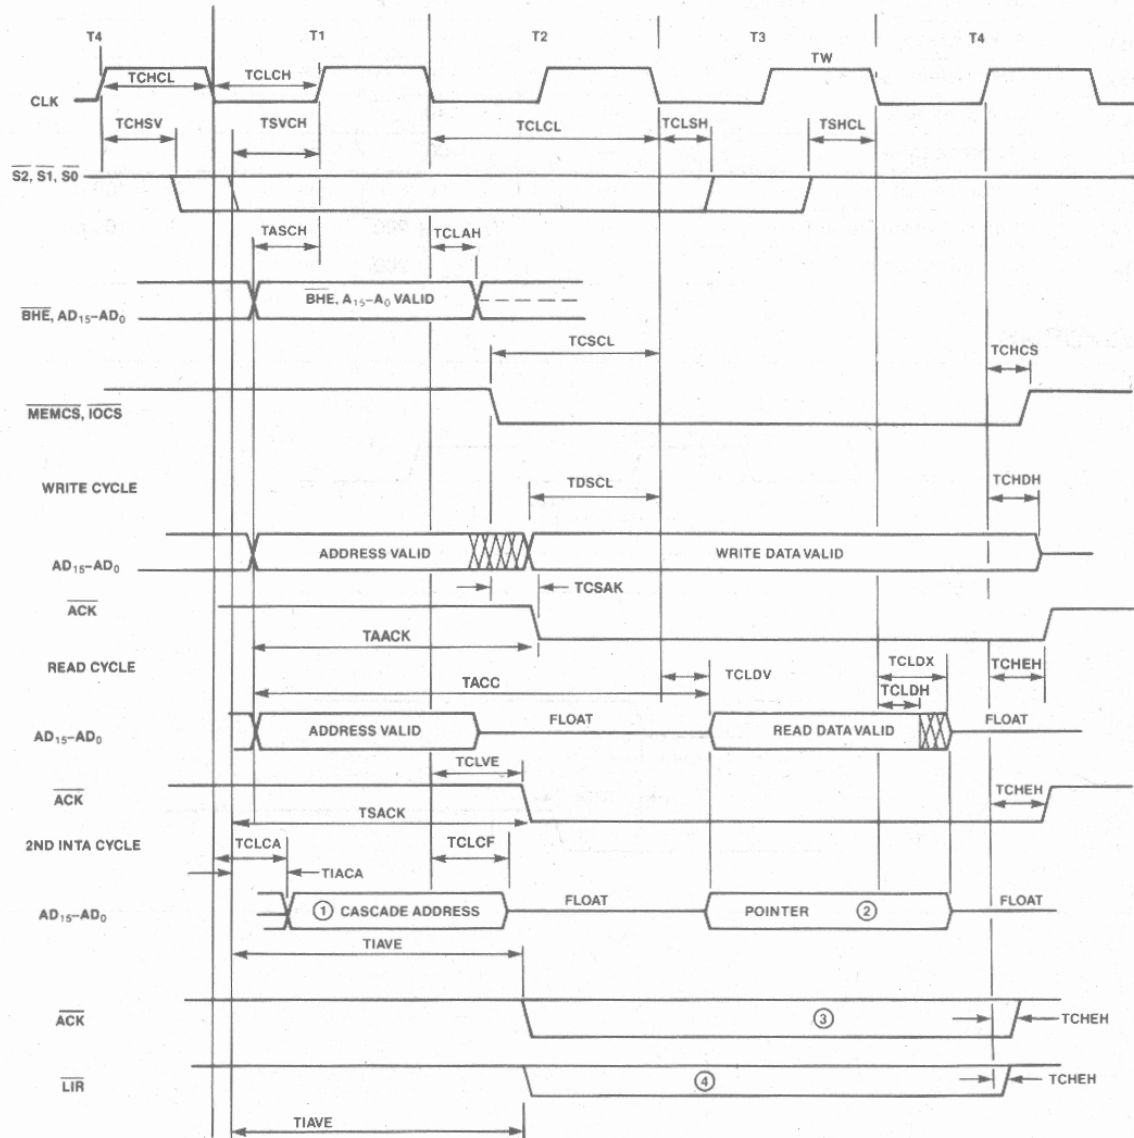 T4 T1 T2 T3 T4
TW
TCHCL TCLCH
CLK
TCHSV TSVCH TCLCL TCLSH TSHCL
S2, S1, S0
TASCH TCLAH
BHE, A15–A0 VALID
BHE, AD15–AD0
TCSCL TCHCS
MEMCS, IOCS
WRITE CYCLE TDSCL TCHDH
ADDRESS VALID WRITE DATA VALID
AD15–AD0
TCSAK
ACK
TAACK
READ CYCLE TCLDV TCLDX TCHEH
TACC TCLDH
ADDRESS VALID FLOAT READ DATA VALID FLOAT
AD15–AD0
TCLVE
ACK TCHEH
TSACK
2ND INTA CYCLE TCLCA TCLCF
TIACA
AD15–AD0 ① CASCADE ADDRESS FLOAT POINTER ② FLOAT
TIAVE
ACK ③ TCHEH
LIR ④ TCHEH
TIAVE